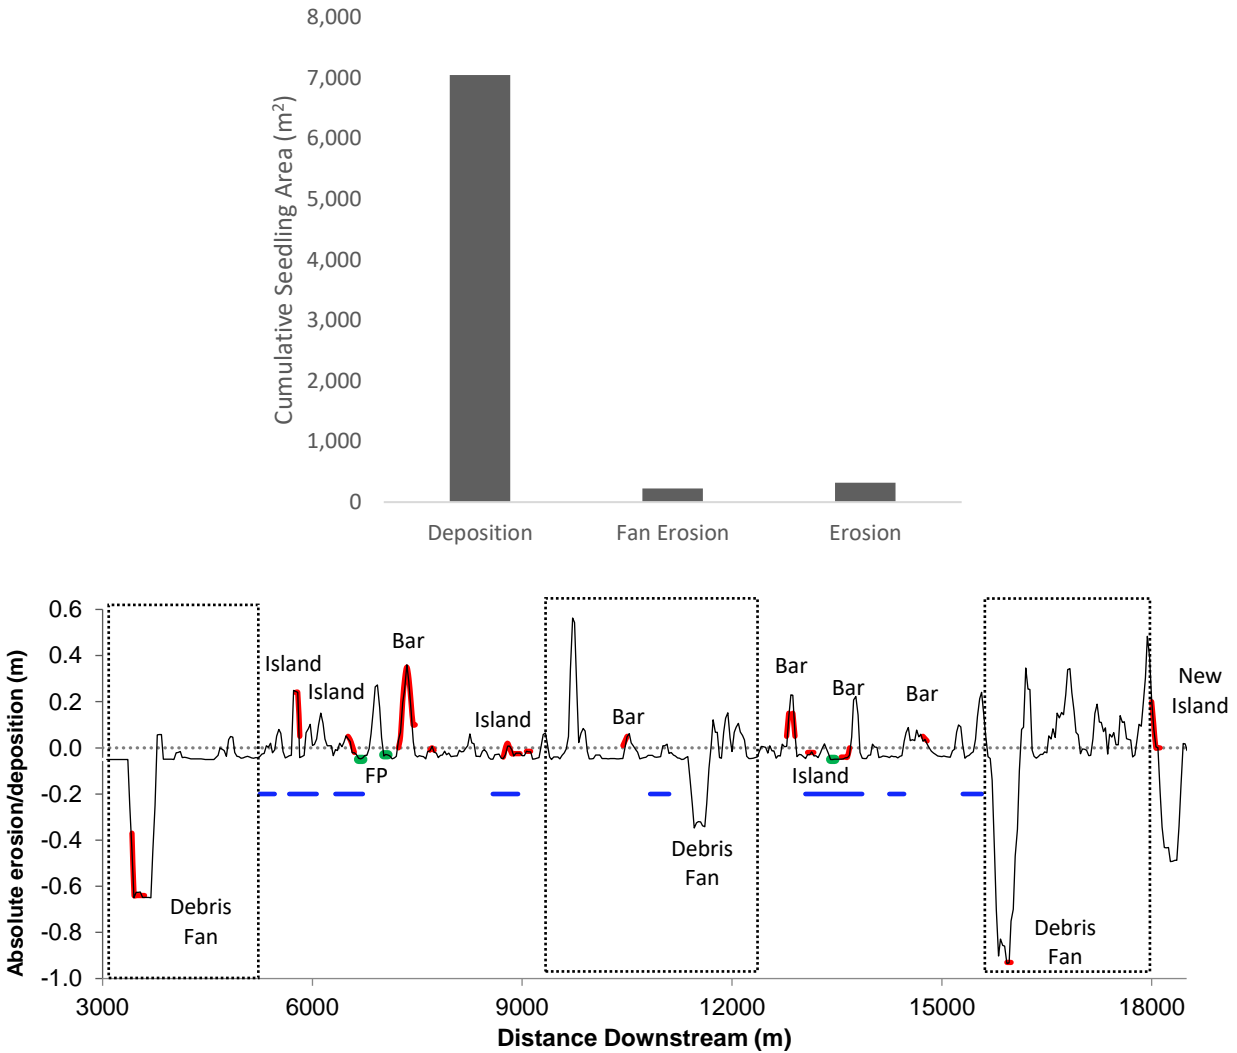 8,000
7,000
6,000
5,000
4,000
3,000
2,000
1,000
0
Cumulative Seedling Area (m²)
Deposition
Fan Erosion
Erosion
0.6
0.4
0.2
0.0
-0.2
-0.4
-0.6
-0.8
-1.0
Absolute erosion/deposition (m)
Island
Island
Bar
FP
Island
Bar
Bar
Bar
Bar
Island
New
Island
Debris
Fan
Debris
Fan
Debris
Fan
3000
6000
9000
12000
15000
18000
Distance Downstream (m)